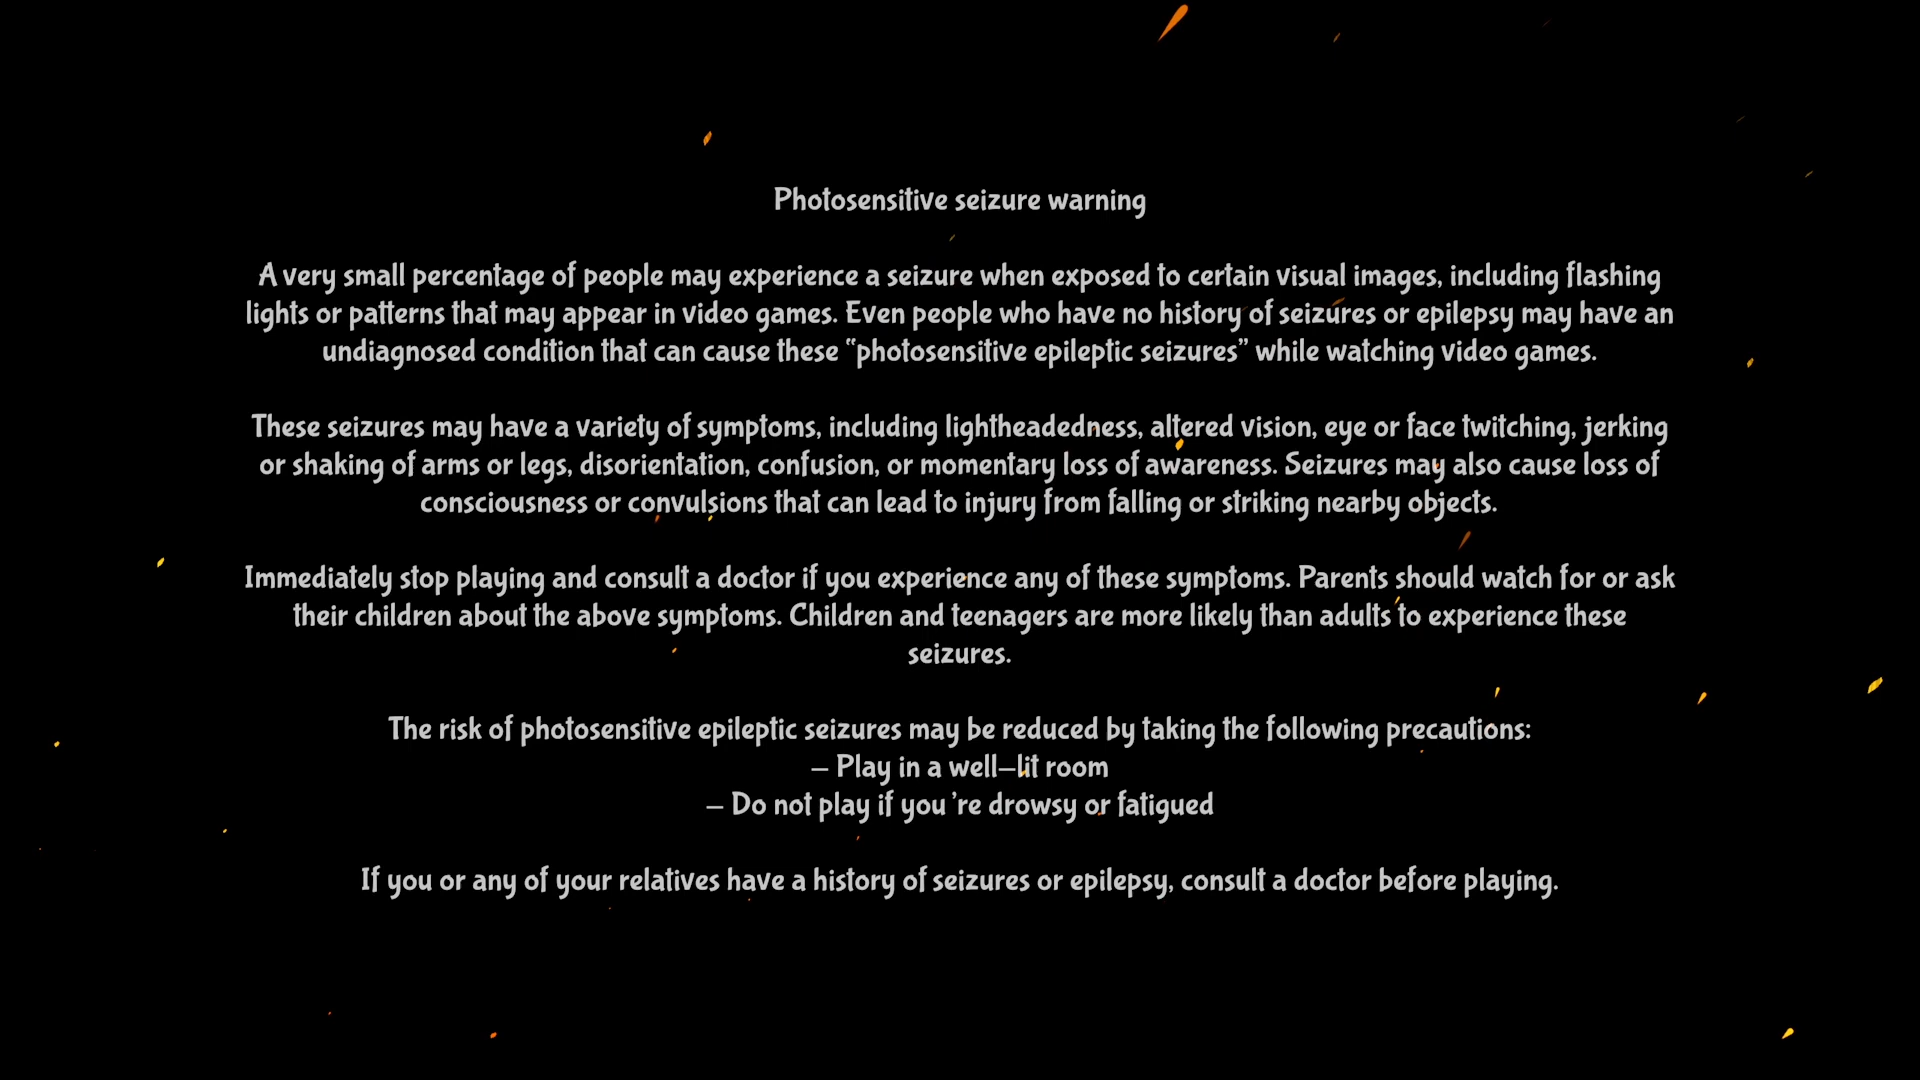 Photosensitive seizure warning
A very small percentage of people may experience a seizure when exposed to certain visual images, including flashing
lights or patterns that may appear in video games. Even people who have no history of seizures or epilepsy may have an
undiagnosed condition that can cause these “photosensitive epileptic seizures” while watching video games.
These seizures may have a variety of symptoms, including lightheadedness, altered vision, eye or face twitching, jerking
or shaking of arms or legs, disorientation, confusion, or momentary loss of awareness. Seizures may also cause loss of
consciousness or convulsions that can lead to injury from falling or striking nearby objects.
Immediately stop playing and consult a doctor if you experience any of these symptoms. Parents should watch for or ask
their children about the above symptoms. Children and teenagers are more likely than adults to experience these
seizures.
The risk of photosensitive epileptic seizures may be reduced by taking the following precautions:
– Play in a well–lit room
– Do not play if you're drowsy or fatigued
If you or any of your relatives have a history of seizures or epilepsy, consult a doctor before playing.